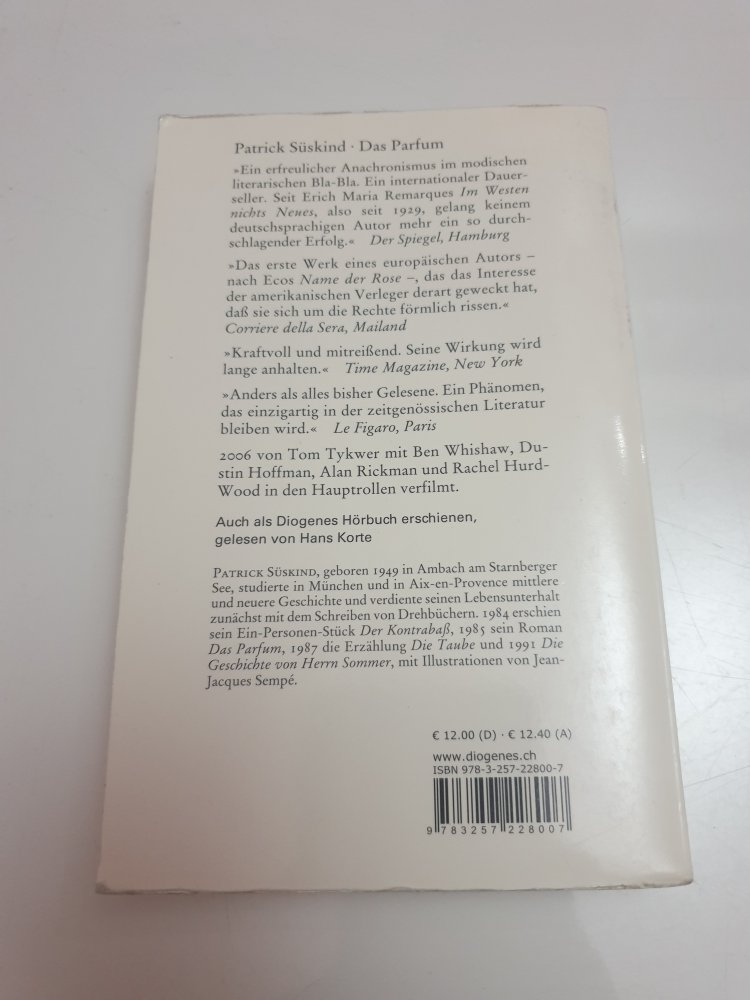 Patrick Süskind · Das Parfum
»Ein erfreulicher Anachronismus im modischen
literarischen Bla-Bla. Ein internationaler Dauer-
seller. Seit Erich Maria Remarques Im Westen
nichts Neues, also seit 1929, gelang keinem
deutschsprachigen Autor mehr ein so durch-
schlagender Erfolg.« Der Spiegel, Hamburg
»Das erste Werk eines europäischen Autors –
nach Ecos Name der Rose –, das das Interesse
der amerikanischen Verleger derart geweckt hat,
daß sie sich um die Rechte förmlich rissen.«
Corriere della Sera, Mailand
»Kraftvoll und mitreißend. Seine Wirkung wird
lange anhalten.« Time Magazine, New York
»Anders als alles bisher Gelesene. Ein Phänomen,
das einzigartig in der zeitgenössischen Literatur
bleiben wird.« Le Figaro, Paris
2006 von Tom Tykwer mit Ben Whishaw, Du-
stin Hoffman, Alan Rickman und Rachel Hurd-
Wood in den Hauptrollen verfilmt.
Auch als Diogenes Hörbuch erschienen,
gelesen von Hans Korte
PATRICK SÜSKIND, geboren 1949 in Ambach am Starnberger
See, studierte in München und in Aix-en-Provence mittlere
und neuere Geschichte und verdiente seinen Lebensunterhalt
zunächst mit dem Schreiben von Drehbüchern. 1984 erschien
sein Ein-Personen-Stück Der Kontrabaß, 1985 sein Roman
Das Parfum, 1987 die Erzählung Die Taube und 1991 Die
Geschichte von Herrn Sommer, mit Illustrationen von Jean-
Jacques Sempé.
€ 12.00 (D) · € 12.40 (A)
www.diogenes.ch
ISBN 978-3-257-22800-7
9 783257 228007